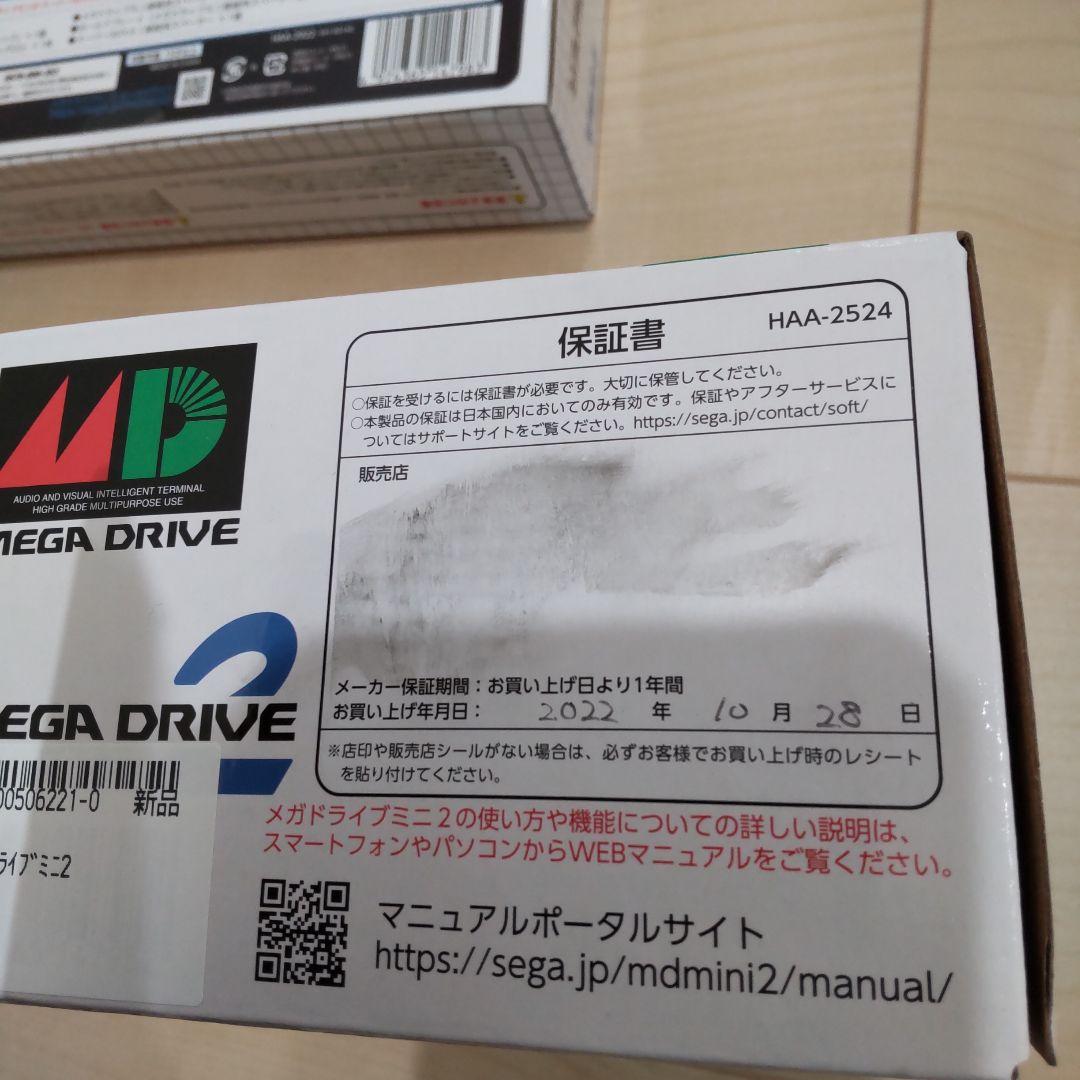 保証書
HAA-2524
○保証を受けるには保証書が必要です。大切に保管してください。
○本製品の保証は日本国内においてのみ有効です。保証やアフターサービスに
ついてはサポートサイトをご覧ください。https://sega.jp/contact/soft/
販売店
メーカー保証期間：お買い上げ日より1年間
お買い上げ年月日： 2022 年 10 月 28 日
※店印や販売店シールがない場合は、必ずお客様でお買い上げ時のレシート
を貼り付けてください。
MD
AUDIO AND VISUAL INTELLIGENT TERMINAL
HIGH GRADE MULTIPURPOSE USE
MEGA DRIVE
2
EGA DRIVE
00506221-0 新品
ライブミニ2
メガドライブミニ2の使い方や機能についての詳しい説明は、
スマートフォンやパソコンからWEBマニュアルをご覧ください。
マニュアルポータルサイト
https://sega.jp/mdmini2/manual/